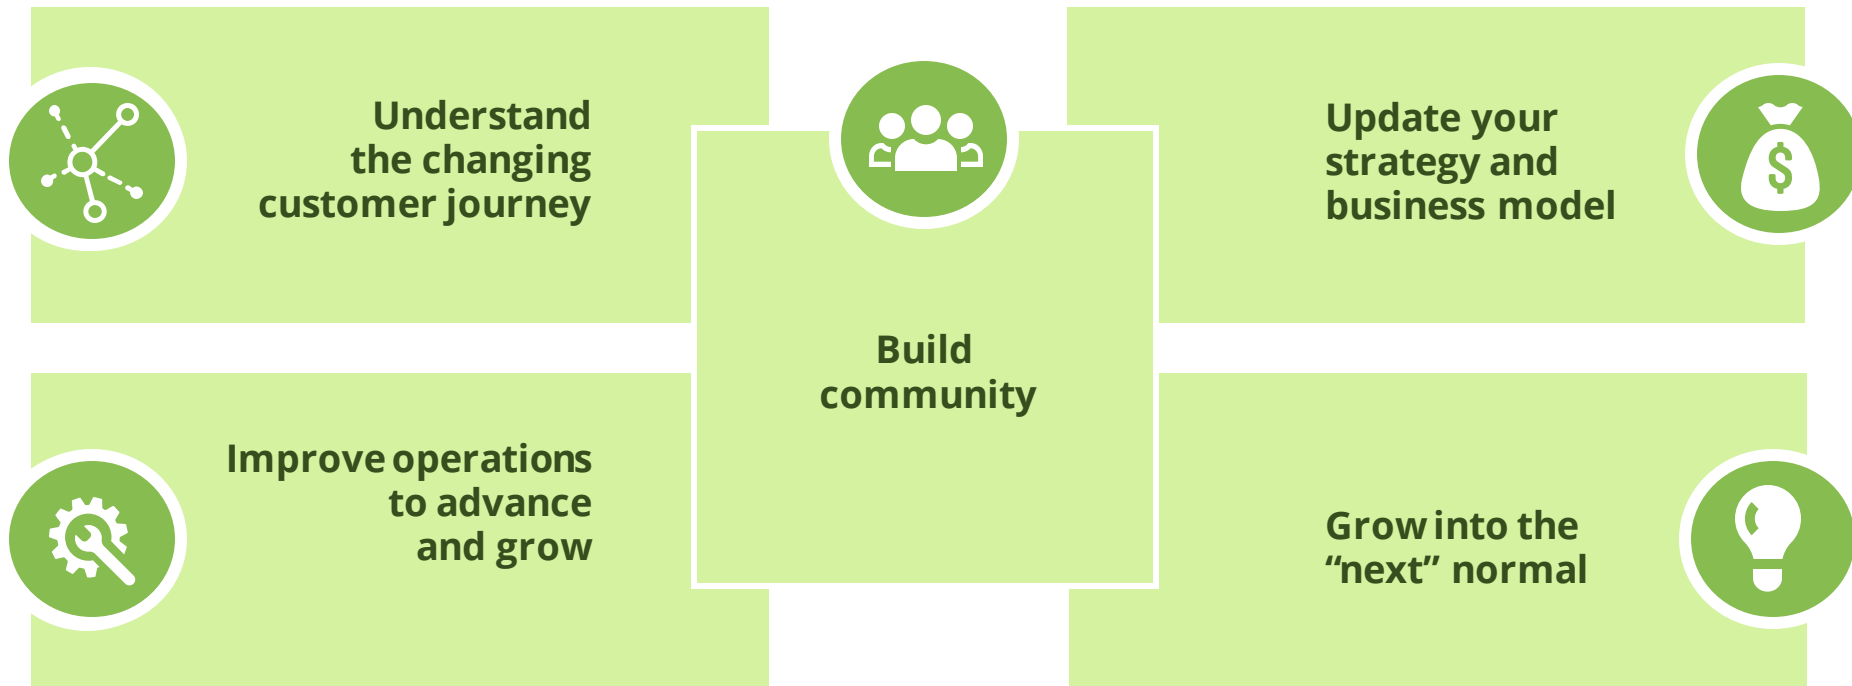 Understand
the changing
customer journey
Update your
strategy and
business model
$
Build
community
Improve operations
to advance
and grow
Grow into the
“next” normal